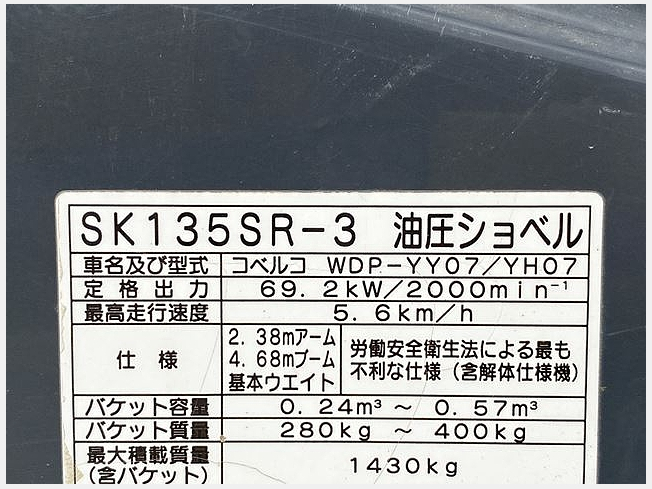 SK135SR-3 油圧ショベル
車名及び型式 コベルコ WDP-YY07/YH07
定格出力 69.2kW/2000min⁻¹
最高走行速度 5.6km/h
仕様 2.38mアーム
4.68mブーム
基本ウエイト
労働安全衛生法による最も
不利な仕様(含解体仕様機)
バケット容量 0.24m³ ～ 0.57m³
バケット質量 280kg ～ 400kg
最大積載質量
(含バケット) 1430kg